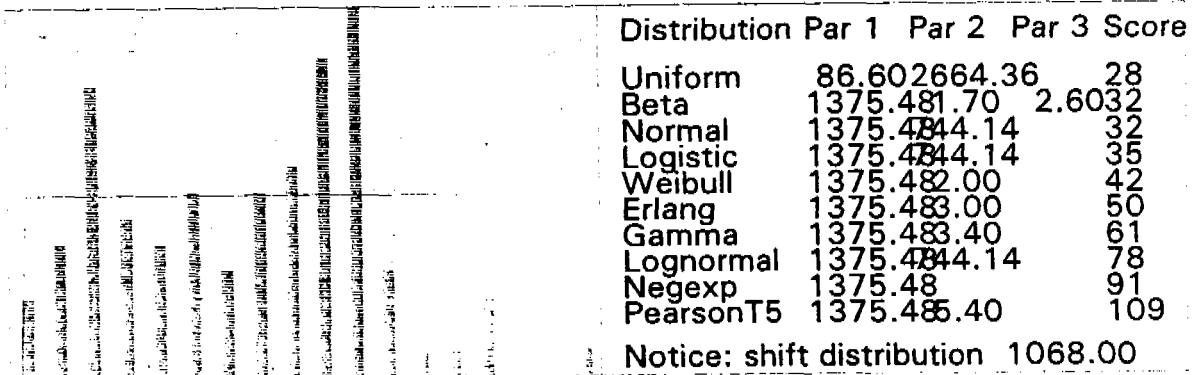 Distribution Par 1 Par 2 Par 3 Score
Uniform 86.60 2664.36 28
Beta 1375.48 1.70 2.60 32
Normal 1375.48 744.14 32
Logistic 1375.48 744.14 35
Weibull 1375.48 2.00 42
Erlang 1375.48 3.00 50
Gamma 1375.48 3.40 61
Lognormal 1375.48 744.14 78
Negexp 1375.48 91
PearsonT5 1375.48 5.40 109
Notice: shift distribution 1068.00